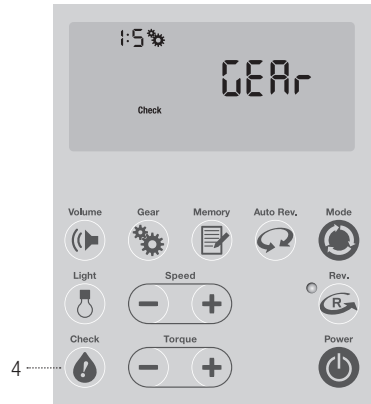 1:5
GEAr
Check
Volume Gear Memory Auto Rev. Mode
Light Speed Rev.
R
Check Torque Power
4